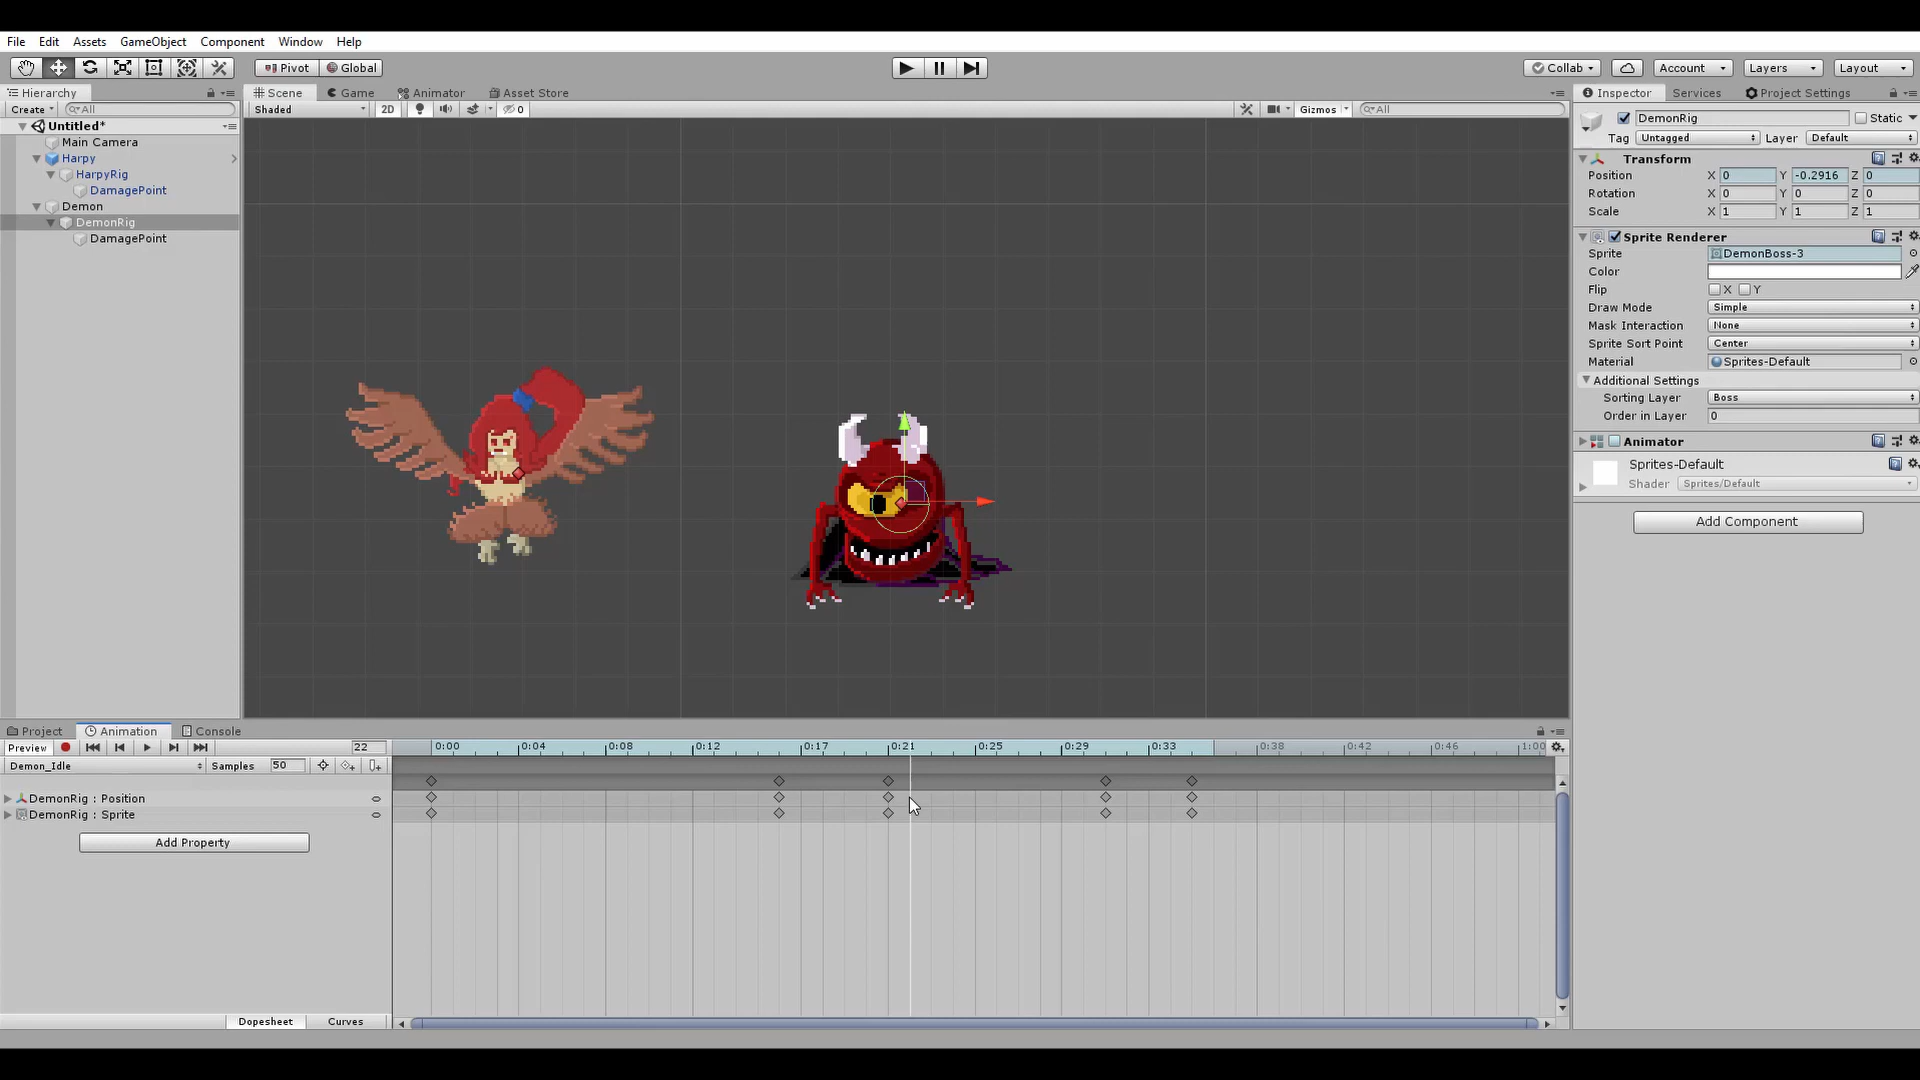 File Edit Assets GameObject Component Window Help
Pivot Global Collab Account Layers Layout
Hierarchy Scene Game Animator Asset Store Inspector Services Project Settings
Create All Shaded 2D 0 Gizmos All
DemonRig Static
Untitled*
Tag Untagged Layer Default
Main Camera
Harpy
Transform
HarpyRig
Position X 0 Y -0.2916 Z 0
DamagePoint
Rotation X 0 Y 0 Z 0
Demon
Scale X 1 Y 1 Z 1
DemonRig
DamagePoint
Sprite Renderer
Sprite DemonBoss-3
Color
Flip X Y
Draw Mode Simple
Mask Interaction None
Sprite Sort Point Center
Material Sprites-Default
Additional Settings
Sorting Layer Boss
Order in Layer 0
Animator
Sprites-Default
Shader Sprites/Default
Add Component
Project Animation Console
Preview 22 0:00 0:04 0:08 0:12 0:17 0:21 0:25 0:29 0:33 0:38 0:42 0:46 1:00
Demon_Idle Samples 50
DemonRig : Position
DemonRig : Sprite
Add Property
Dopesheet Curves